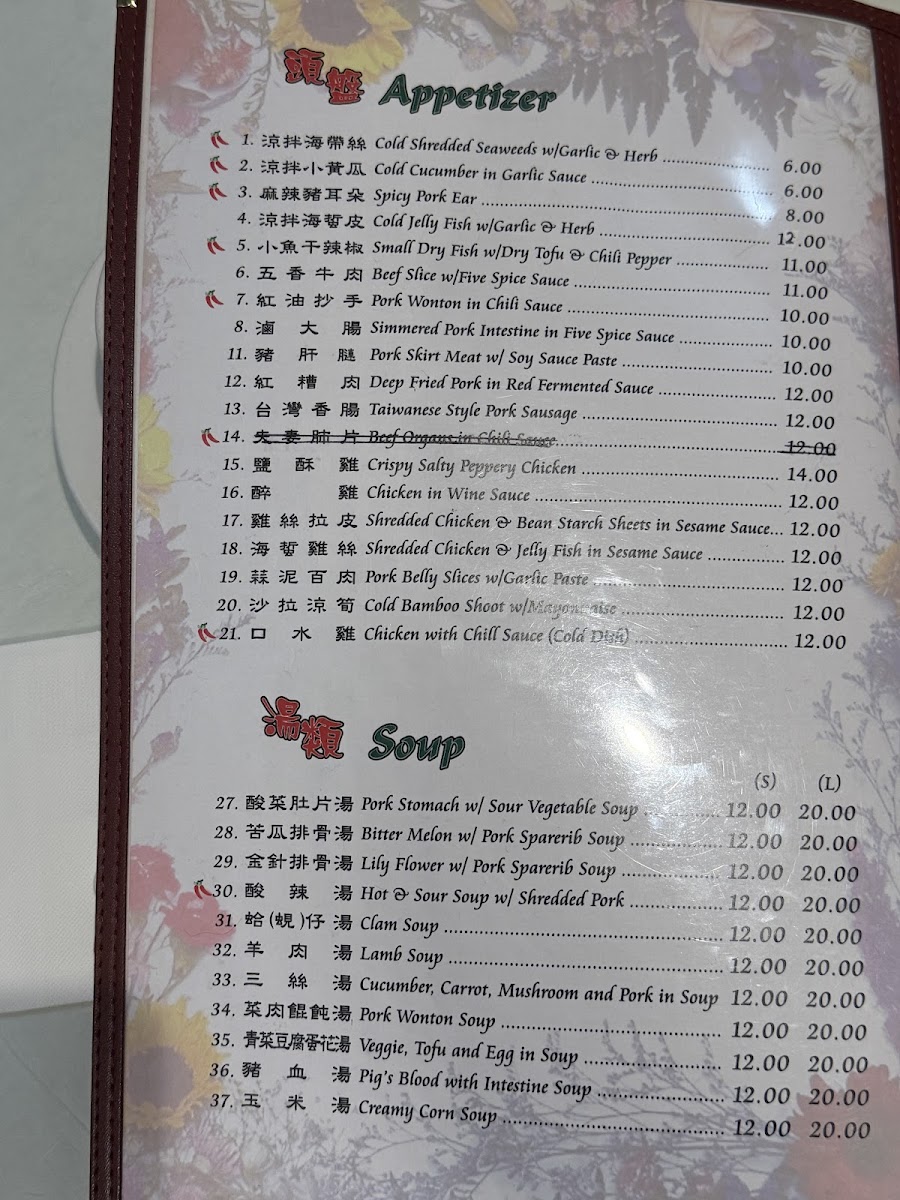 頭盤 Appetizer
1. 涼拌海帶絲 Cold Shredded Seaweeds w/Garlic & Herb 6.00
2. 涼拌小黃瓜 Cold Cucumber in Garlic Sauce 6.00
3. 麻辣豬耳朵 Spicy Pork Ear 8.00
4. 涼拌海蜇皮 Cold Jelly Fish w/Garlic & Herb 12.00
5. 小魚干辣椒 Small Dry Fish w/Dry Tofu & Chili Pepper 11.00
6. 五香牛肉 Beef Slice w/Five Spice Sauce 11.00
7. 紅油抄手 Pork Wonton in Chili Sauce 10.00
8. 滷大腸 Simmered Pork Intestine in Five Spice Sauce 10.00
11. 豬肝膇 Pork Skirt Meat w/ Soy Sauce Paste 10.00
12. 紅糟肉 Deep Fried Pork in Red Fermented Sauce 12.00
13. 台灣香腸 Taiwanese Style Pork Sausage 12.00
14. 夫妻肺片 Beef Organs in Chili Sauce 12.00
15. 鹽酥雞 Crispy Salty Peppery Chicken 14.00
16. 醉雞 Chicken in Wine Sauce 12.00
17. 雞絲拉皮 Shredded Chicken & Bean Starch Sheets in Sesame Sauce... 12.00
18. 海蜇雞絲 Shredded Chicken & Jelly Fish in Sesame Sauce 12.00
19. 蒜泥百肉 Pork Belly Slices w/Garlic Paste 12.00
20. 沙拉涼筍 Cold Bamboo Shoot w/Mayonnaise 12.00
21. 口水雞 Chicken with Chill Sauce (Cold Dish) 12.00
湯類 Soup
(S) (L)
27. 酸菜肚片湯 Pork Stomach w/ Sour Vegetable Soup 12.00 20.00
28. 苦瓜排骨湯 Bitter Melon w/ Pork Sparerib Soup 12.00 20.00
29. 金針排骨湯 Lily Flower w/ Pork Sparerib Soup 12.00 20.00
30. 酸辣湯 Hot & Sour Soup w/ Shredded Pork 12.00 20.00
31. 蛤(蜆)仔湯 Clam Soup 12.00 20.00
32. 羊肉湯 Lamb Soup 12.00 20.00
33. 三絲湯 Cucumber, Carrot, Mushroom and Pork in Soup 12.00 20.00
34. 菜肉餛飩湯 Pork Wonton Soup 12.00 20.00
35. 青菜豆腐蛋花湯 Veggie, Tofu and Egg in Soup 12.00 20.00
36. 豬血湯 Pig's Blood with Intestine Soup 12.00 20.00
37. 玉米湯 Creamy Corn Soup 12.00 20.00